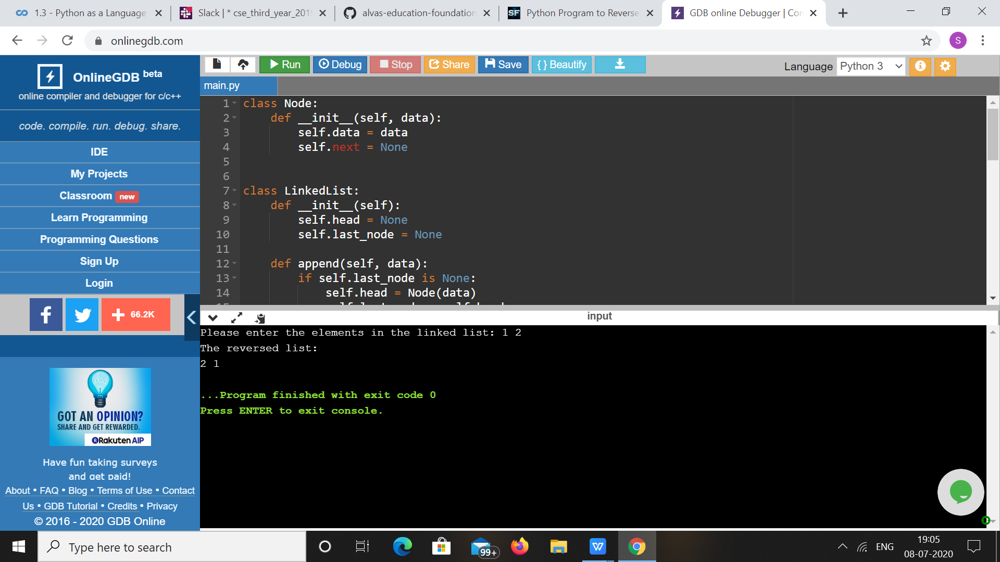 1.3 - Python as a Language
Slack | * cse_third_year_201
alvas-education-foundation
SF Python Program to Reverse
GDB online Debugger | Com
onlinegdb.com
S
OnlineGDB beta
online compiler and debugger for c/c++
code. compile. run. debug. share.
IDE
My Projects
Classroom new
Learn Programming
Programming Questions
Sign Up
Login
66.2K
idea
GOT AN OPINION?
SHARE AND GET REWARDED.
Rakuten AIP
Have fun taking surveys
and get paid!
About • FAQ • Blog • Terms of Use • Contact
Us • GDB Tutorial • Credits • Privacy
© 2016 - 2020 GDB Online
Run Debug Stop Share Save { } Beautify
Language Python 3
main.py
1 class Node:
2 def __init__(self, data):
3 self.data = data
4 self.next = None
5
6
7 class LinkedList:
8 def __init__(self):
9 self.head = None
10 self.last_node = None
11
12 def append(self, data):
13 if self.last_node is None:
14 self.head = Node(data)
input
Please enter the elements in the linked list: 1 2
The reversed list:
2 1
...Program finished with exit code 0
Press ENTER to exit console.
Type here to search
99+
ENG
19:05
08-07-2020